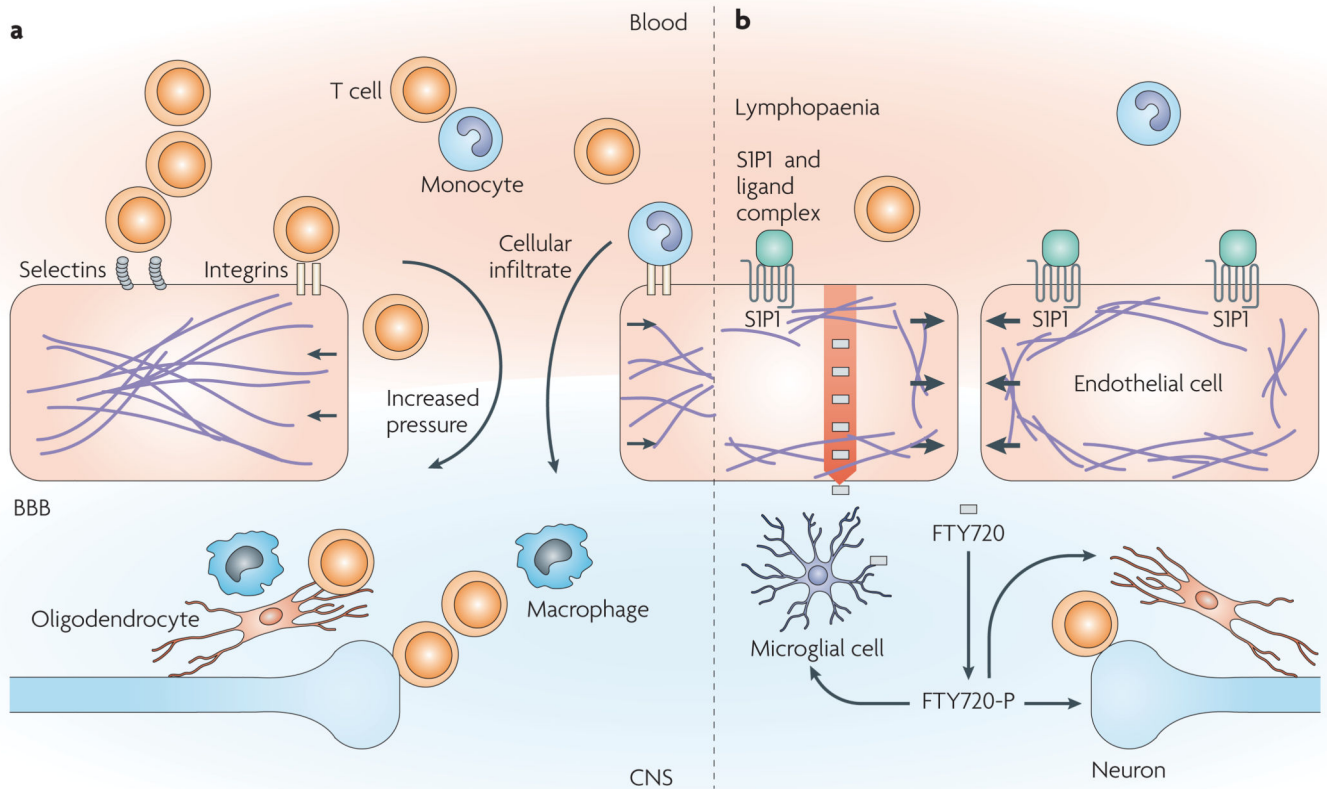 a
Blood
b
T cell
Monocyte
Lymphopaenia
S1P1 and
ligand
complex
Selectins
Integrins
Cellular
infiltrate
S1P1
S1P1
S1P1
Increased
pressure
Endothelial cell
BBB
FTY720
Oligodendrocyte
Macrophage
Microglial cell
FTY720-P
CNS
Neuron